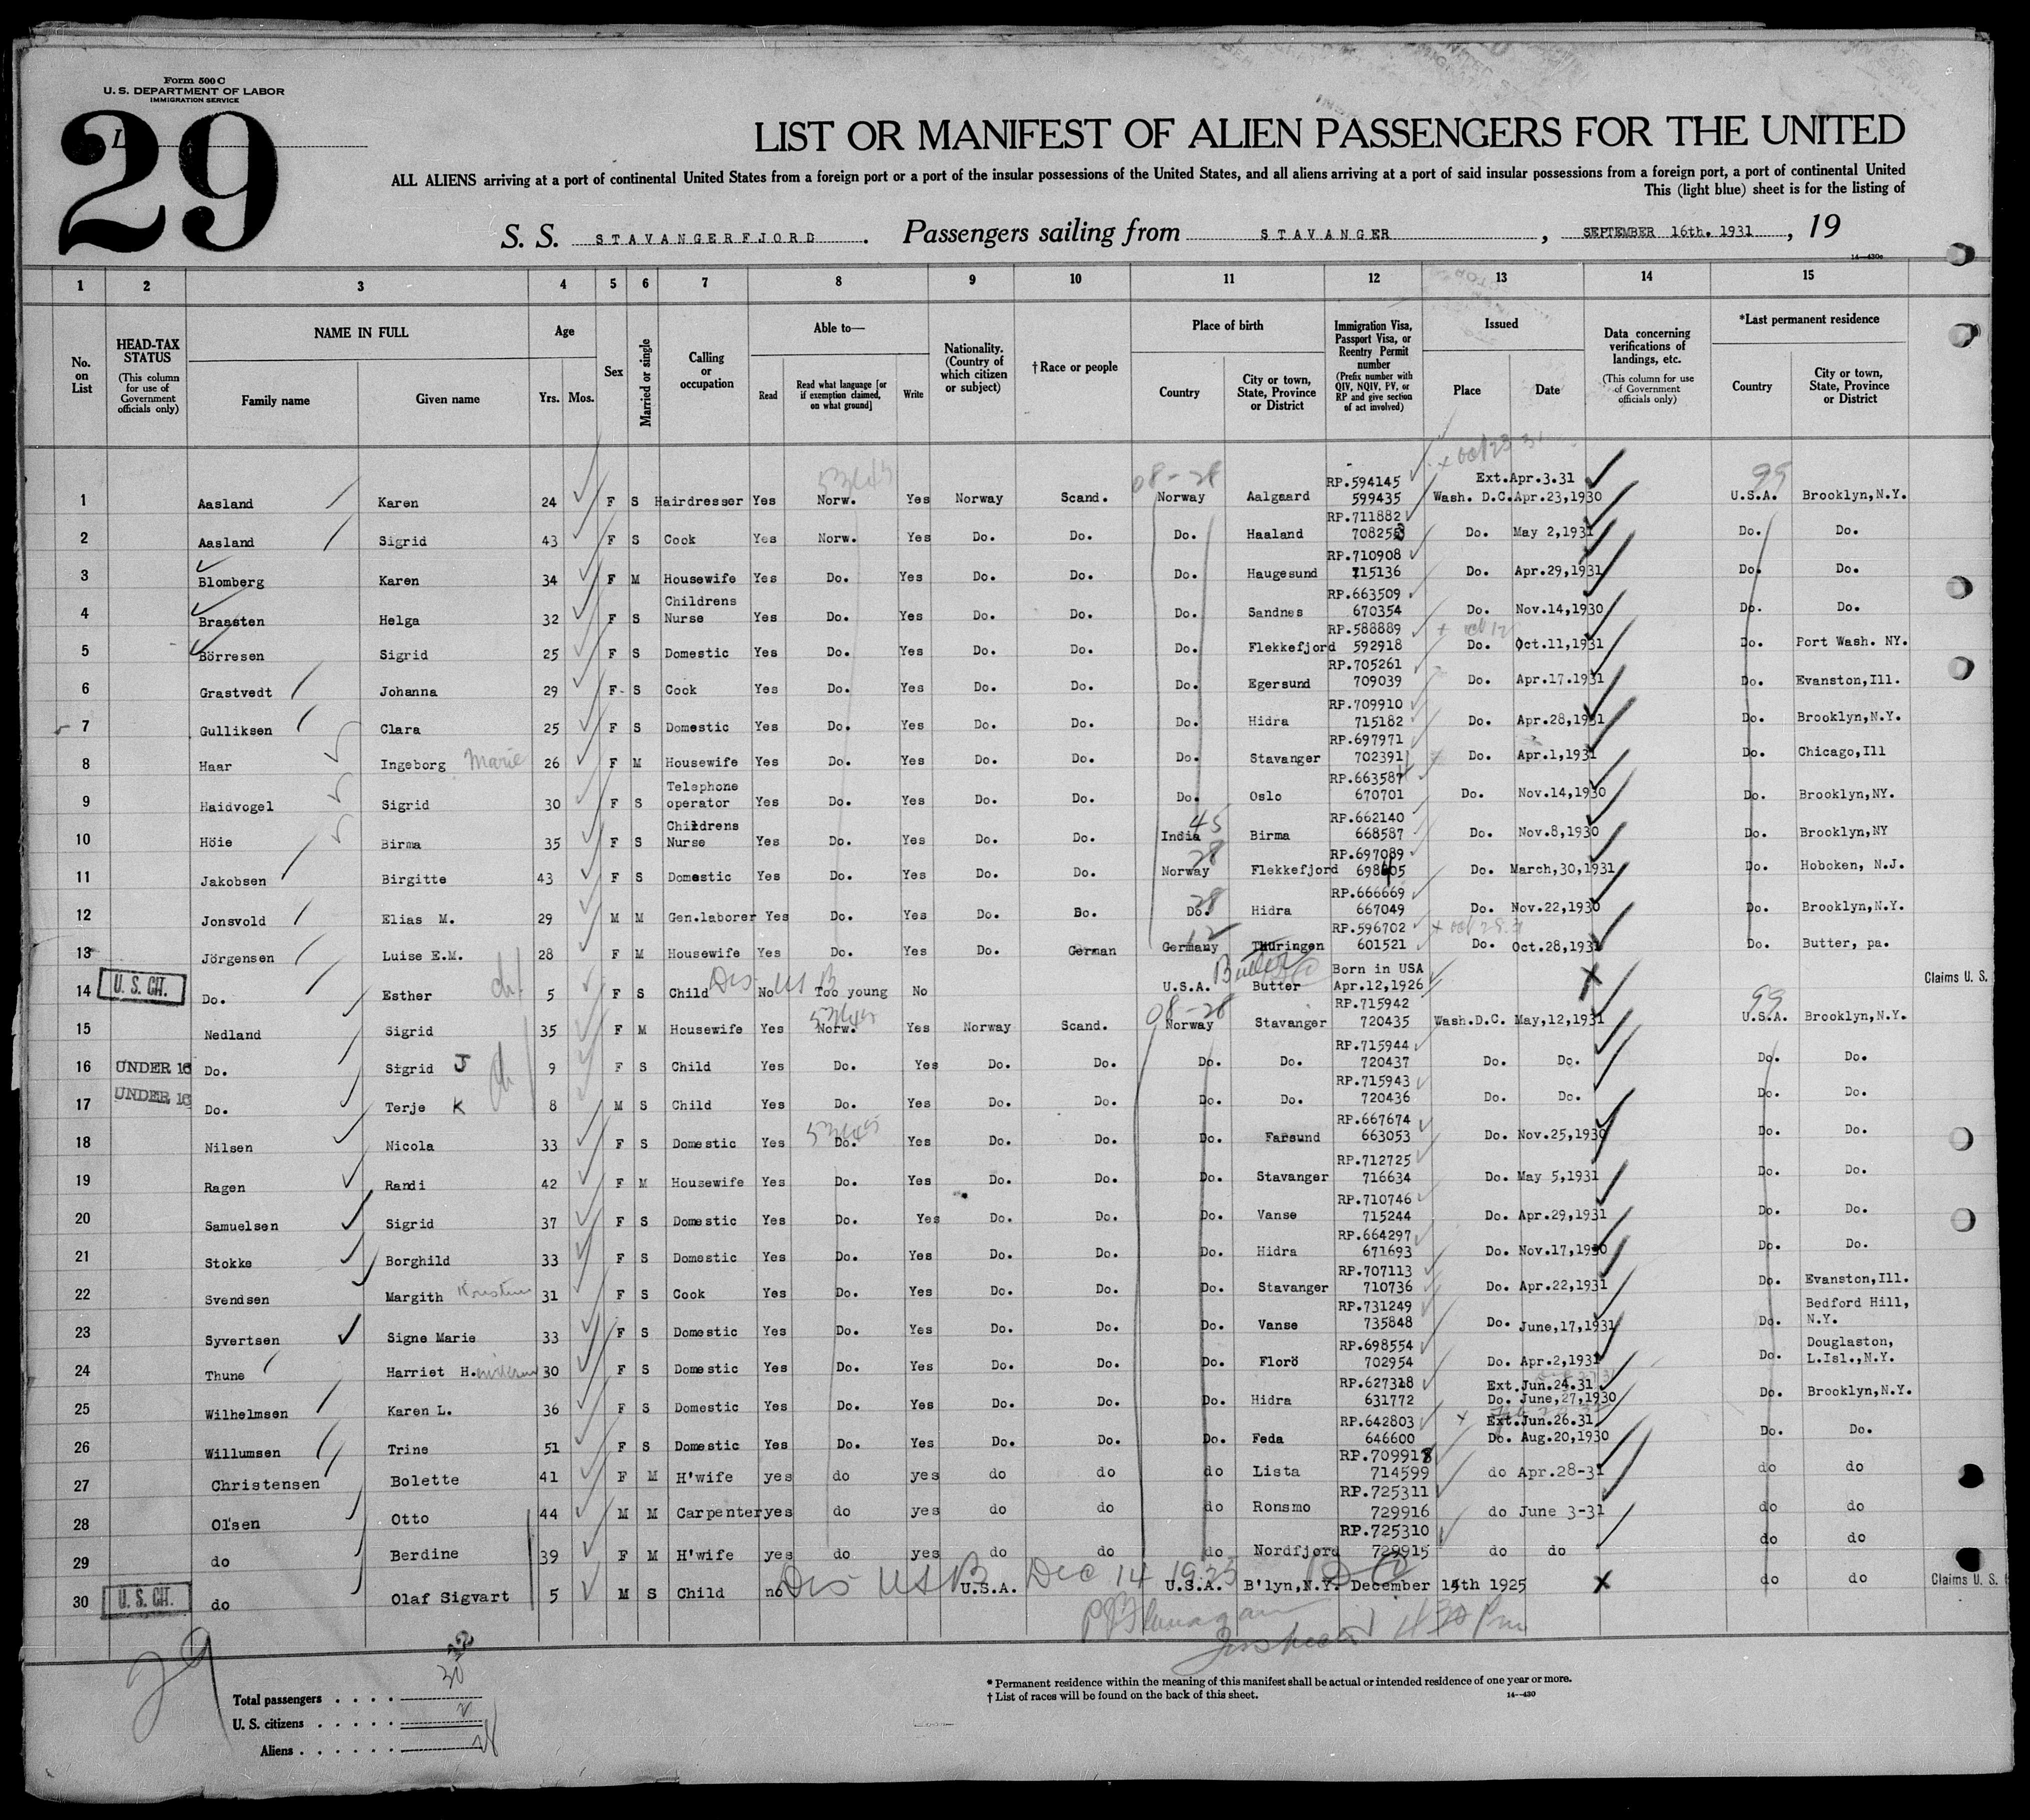 Form 500 C
U. S. DEPARTMENT OF LABOR
IMMIGRATION SERVICE
29
LIST OR MANIFEST OF ALIEN PASSENGERS FOR THE UNITED
ALL ALIENS arriving at a port of continental United States from a foreign port or a port of the insular possessions of the United States, and all aliens arriving at a port of said insular possessions from a foreign port, a port of continental United
This (light blue) sheet is for the listing of
S. S. STAVANGERFJORD. Passengers sailing from STAVANGER, SEPTEMBER 16th. 1931, 19
14—430c
1 2 3 4 5 6 7 8 9 10 11 12 13 14 15
No. on List
HEAD-TAX STATUS (This column for use of Government officials only)
NAME IN FULL Family name Given name
Age Yrs. Mos.
Sex
Married or single
Calling or occupation
Able to— Read Read what language [or if exemption claimed, on what ground] Write
Nationality. (Country of which citizen or subject)
†Race or people
Place of birth Country City or town, State, Province or District
Immigration Visa, Passport Visa, or Reentry Permit number (Prefix number with QIV, NQIV, PV, or RP and give section of act involved)
Issued Place Date
Data concerning verifications of landings, etc. (This column for use of Government officials only)
*Last permanent residence Country City or town, State, Province or District
08-28 99
RP.594145 Ext.Apr.3.31
1 Aasland Karen 24 F S Hairdresser Yes Norw. Yes Norway Scand. Norway Aalgaard 599435 Wash. D.C. Apr.23,1930 U.S.A. Brooklyn,N.Y.
RP.711882
2 Aasland Sigrid 43 F S Cook Yes Norw. Yes Do. Do. Do. Haaland 708253 Do. May 2,1931 Do. Do.
RP.710908
3 Blomberg Karen 34 F M Housewife Yes Do. Yes Do. Do. Do. Haugesund 715136 Do. Apr.29,1931 Do. Do.
Childrens RP.663509
4 Braasten Helga 32 F S Nurse Yes Do. Yes Do. Do. Do. Sandnes 670354 Do. Nov.14,1930 Do. Do.
RP.588889
5 Börresen Sigrid 25 F S Domestic Yes Do. Yes Do. Do. Do. Flekkefjord 592918 Do. Oct.11,1931 Do. Port Wash. NY.
RP.705261
6 Grastvedt Johanna 29 F- S Cook Yes Do. Yes Do. Do. Do. Egersund 709039 Do. Apr.17.1931 Do. Evanston,Ill.
RP.709910
7 Gulliksen Clara 25 F S Domestic Yes Do. Yes Do. Do. Do. Hidra 715182 Do. Apr.28,1931 Do. Brooklyn,N.Y.
RP.697971
8 Haar Ingeborg Marie 26 F M Housewife Yes Do. Yes Do. Do. Do. Stavanger 702391 Do. Apr.1,1931 Do. Chicago,Ill
Telephone RP.663587
9 Haidvogel Sigrid 30 F S operator Yes Do. Yes Do. Do. Do. Oslo 670701 Do. Nov.14,1930 Do. Brooklyn,NY.
Childrens 45 RP.662140
10 Höie Birma 35 F S Nurse Yes Do. Yes Do. Do. India Birma 668587 Do. Nov.8,1930 Do. Brooklyn,NY
28 RP.697089
11 Jakobsen Birgitte 43 F S Domestic Yes Do. Yes Do. Do. Norway Flekkefjord 698405 Do. March,30,1931 Do. Hoboken, N.J.
28 RP.666669
12 Jonsvold Elias M. 29 M M Gen.laborer Yes Do. Yes Do. Do. Do. Hidra 667049 Do. Nov.22,1930 Do. Brooklyn,N.Y.
12 RP.596702
13 Jörgensen Luise E.M. 28 F M Housewife Yes Do. Yes Do. German Germany Thuringen 601521 Do. Oct.28,1931 Do. Butter, pa.
Butler Born in USA
14 U.S. CH. Do. Esther 5 F S Child No Too young No U.S.A. Butter Apr.12,1926 X Claims U. S.
08-28 RP.715942 99
15 Nedland Sigrid 35 F M Housewife Yes Norw. Yes Norway Scand. Norway Stavanger 720435 Wash.D.C. May,12,1931 U.S.A. Brooklyn,N.Y.
RP.715944
16 UNDER 16 Do. Sigrid J 9 F S Child Yes Do. Yes Do. Do. Do. Do. 720437 Do. Do. Do. Do.
RP.715943
17 UNDER 16 Do. Terje K 8 M S Child Yes Do. Yes Do. Do. Do. Do. 720436 Do. Do. Do. Do.
RP.667674
18 Nilsen Nicola 33 F S Domestic Yes Do. Yes Do. Do. Do. Farsund 663053 Do. Nov.25,1930 Do. Do.
RP.712725
19 Ragen Randi 42 F M Housewife Yes Do. Yes Do. Do. Do. Stavanger 716634 Do. May 5,1931 Do. Do.
RP.710746
20 Samuelsen Sigrid 37 F S Domestic Yes Do. Yes Do. Do. Do. Vanse 715244 Do. Apr.29,1931 Do. Do.
RP.664297
21 Stokke Borghild 33 F S Domestic Yes Do. Yes Do. Do. Do. Hidra 671693 Do. Nov.17,1930 Do. Do.
RP.707113
22 Svendsen Margith 31 F S Cook Yes Do. Yes Do. Do. Do. Stavanger 710736 Do. Apr.22,1931 Do. Evanston,Ill.
RP.731249 Bedford Hill,
23 Syvertsen Signe Marie 33 F S Domestic Yes Do. Yes Do. Do. Do. Vanse 735848 Do. June,17,1931 Do. N.Y.
RP.698554 Douglaston,
24 Thune Harriet H. 30 F S Domestic Yes Do. Yes Do. Do. Do. Florö 702954 Do. Apr.2,1931 Do. L.Isl.,N.Y.
RP.627318 Ext.Jun.24.31
25 Wilhelmsen Karen L. 36 F S Domestic Yes Do. Yes Do. Do. Do. Hidra 631772 Do. June,27,1930 Do. Brooklyn,N.Y.
RP.642803 Ext.Jun.26.31
26 Willumsen Trine 51 F S Domestic Yes Do. Yes Do. Do. Do. Feda 646600 Do. Aug.20,1930 Do. Do.
RP.709918
27 Christensen Bolette 41 F M H'wife yes do yes do do do Lista 714599 do Apr.28-31 do do
RP.725311
28 Olsen Otto 44 M M Carpenter yes do yes do do do Ronsmo 729916 do June 3-31 do do
RP.725310
29 do Berdine 39 F M H'wife yes do yes do do do Nordfjord 729915 do do do do
Dec 14 1925
30 U.S. CH. do Olaf Sigvart 5 M S Child no U.S.A. U.S.A. B'lyn,N.Y. December 14th 1925 X do do Claims U. S.
Inspector
29
Total passengers . . . . 30
U. S. citizens . . . . . 2
Aliens . . . . . . 28
* Permanent residence within the meaning of this manifest shall be actual or intended residence of one year or more.
† List of races will be found on the back of this sheet.
14—430